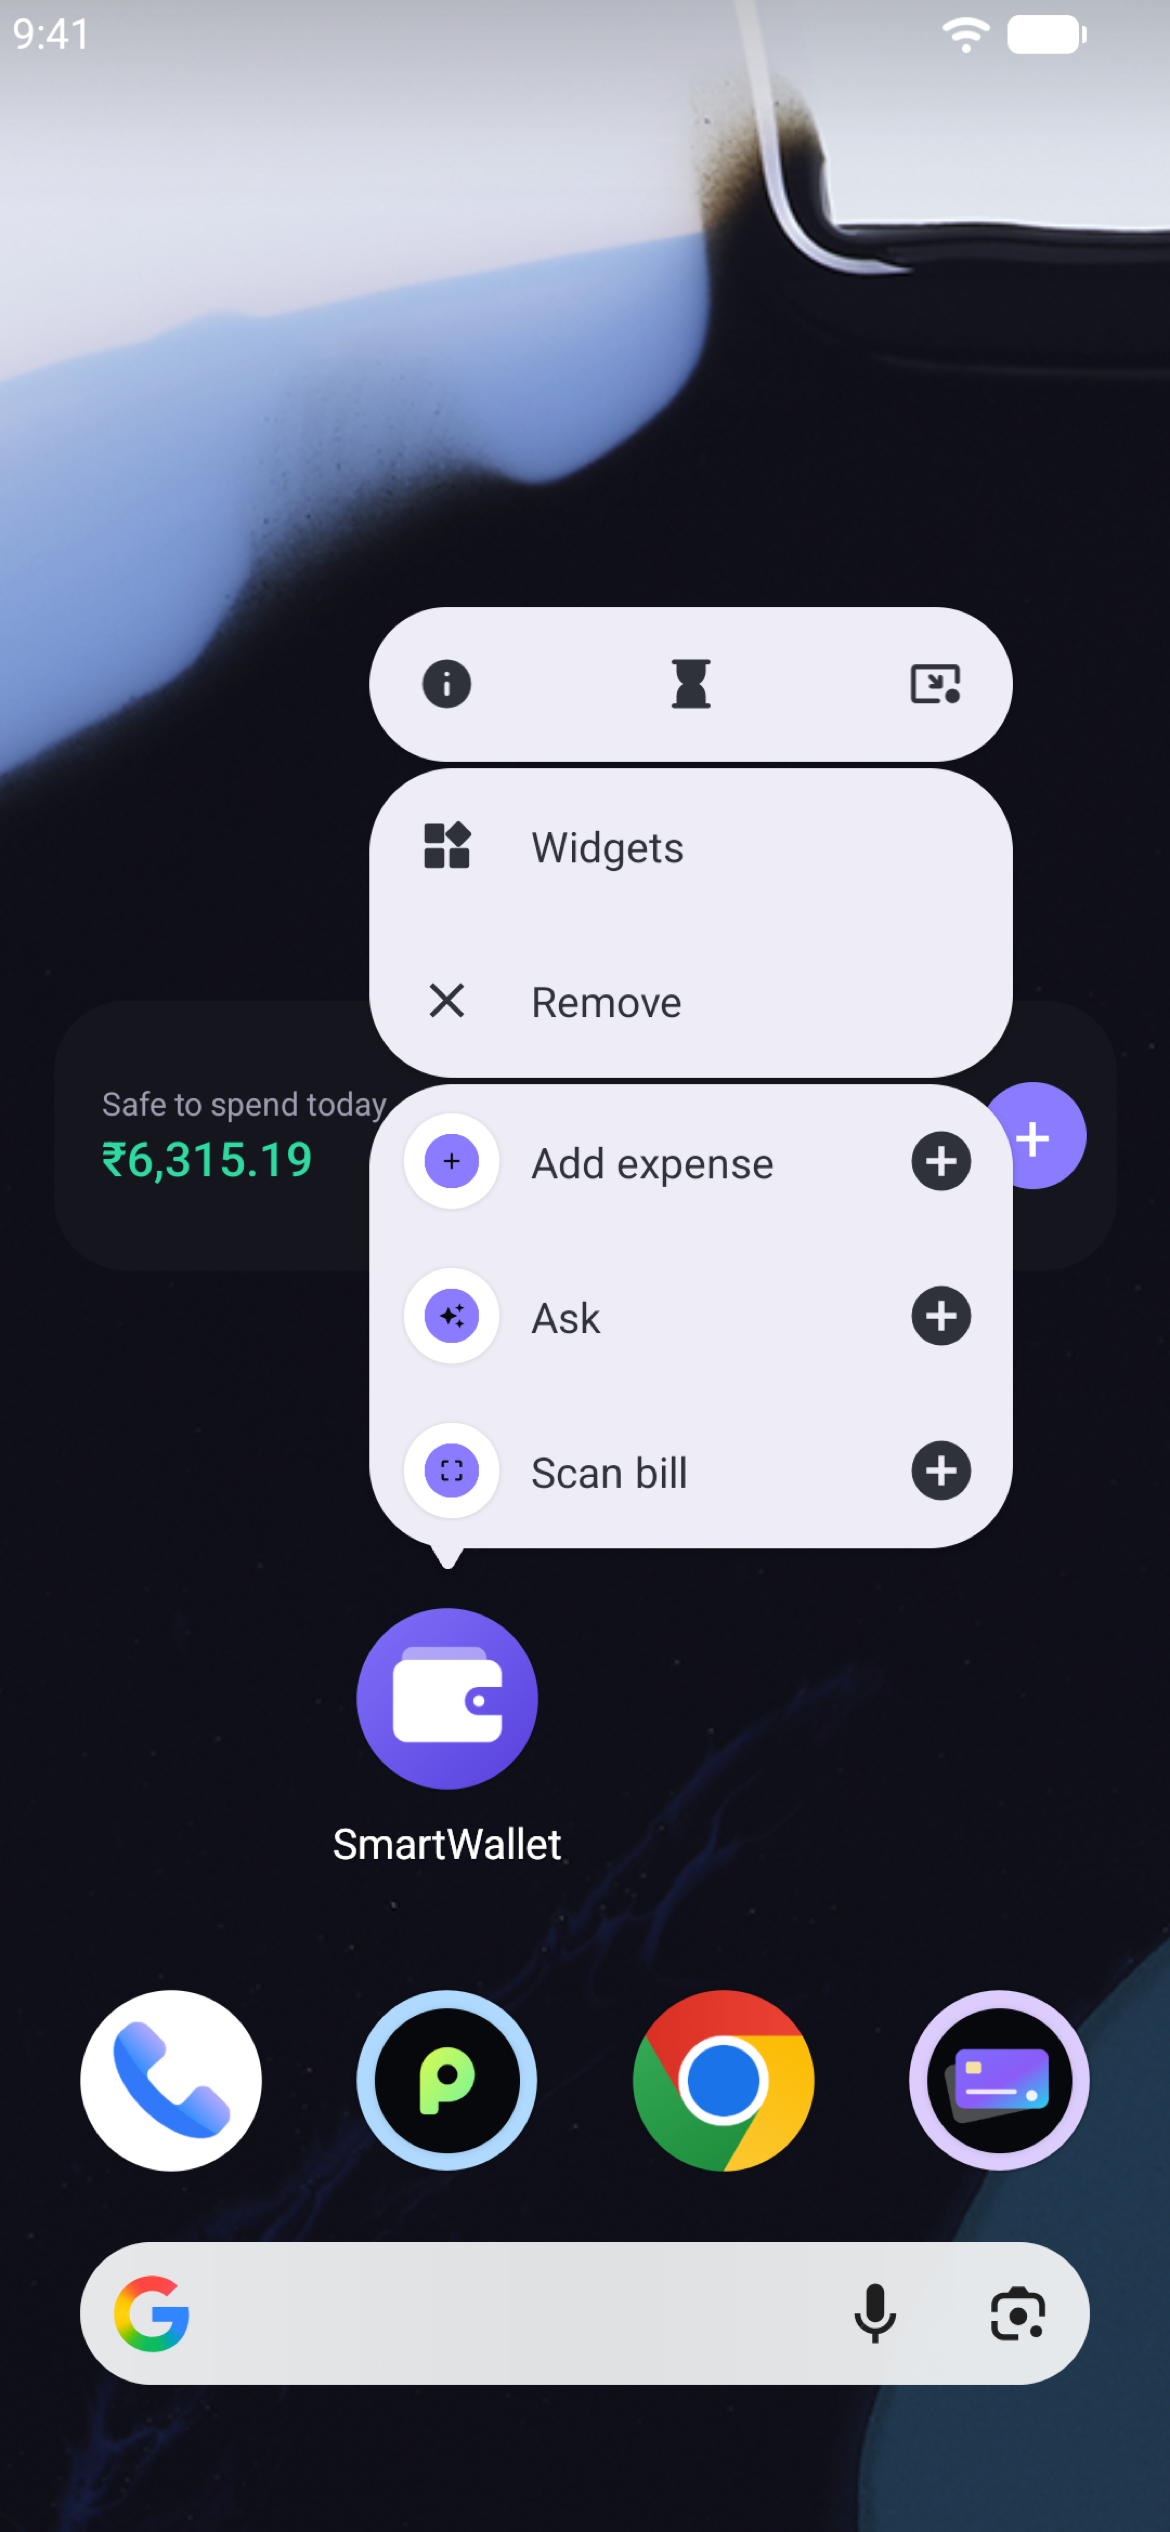 9:41
Widgets
Remove
Safe to spend today
₹6,315.19
Add expense
Ask
Scan bill
SmartWallet